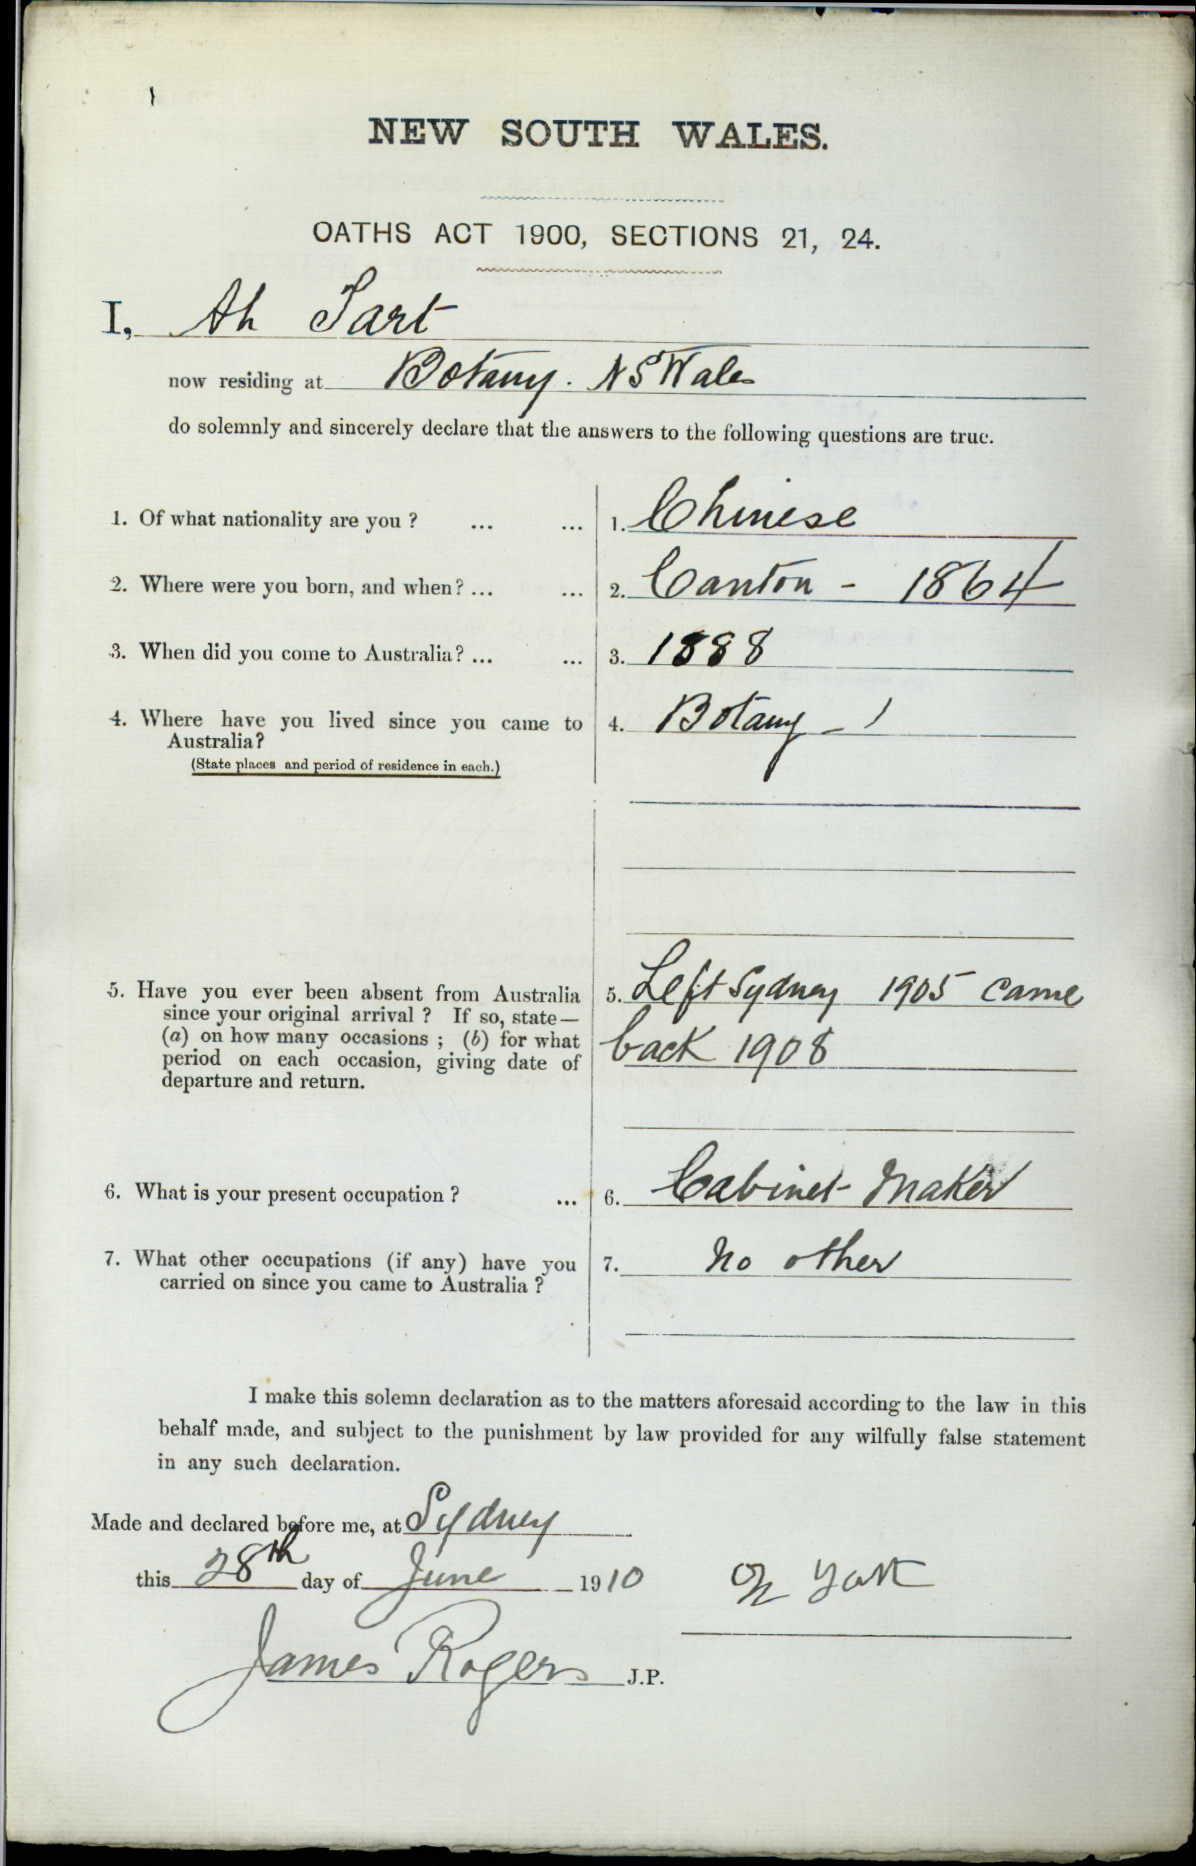 NEW SOUTH WALES.
OATHS ACT 1900, SECTIONS 21, 24.
I, Ah Tart
now residing at Botany. N S Wales
do solemnly and sincerely declare that the answers to the following questions are true.
1. Of what nationality are you ? ... ... 1. Chinese
2. Where were you born, and when? ... ... 2. Canton - 1864
3. When did you come to Australia? ... ... 3. 1888
4. Where have you lived since you came to 4. Botany -
Australia?
(State places and period of residence in each.)
5. Have you ever been absent from Australia 5. Left Sydney 1905 came
since your original arrival ? If so, state—
(a) on how many occasions ; (b) for what back 1908
period on each occasion, giving date of
departure and return.
6. What is your present occupation ? ... 6. Cabinet Maker
7. What other occupations (if any) have you 7. No other
carried on since you came to Australia ?
I make this solemn declaration as to the matters aforesaid according to the law in this
behalf made, and subject to the punishment by law provided for any wilfully false statement
in any such declaration.
Made and declared before me, at Sydney
this 28th day of June 1910
James Rogers J.P.